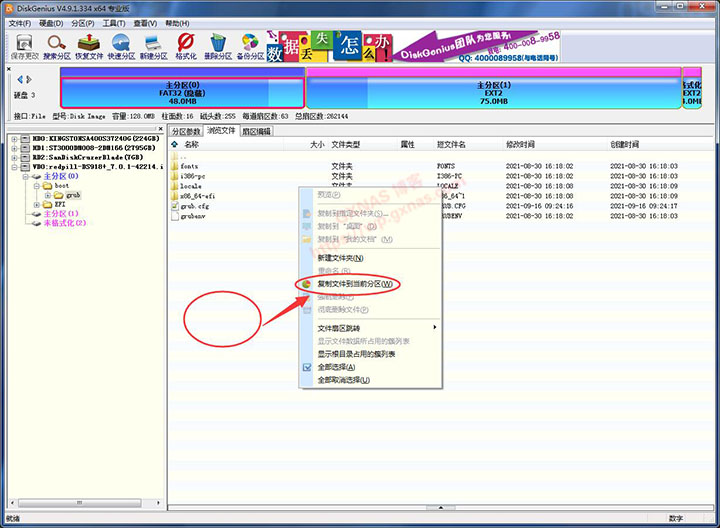 DiskGenius V4.9.1.334 x64 专业版
文件(F) 硬盘(D) 分区(P) 工具(T) 查看(V) 帮助(H)
保存更改 搜索分区 恢复文件 快速分区 新建分区 格式化 删除分区 备份分区
数据丢失怎么办!
DiskGenius团队为您服务!
电话: 400-008-9958
QQ: 4000089958(与电话同号)
硬盘 3
主分区(0)
FAT32 (隐藏)
48.0MB
主分区(1)
EXT2
75.0MB
EXT2
接口:File 型号:Disk Image 容量:128.0MB 柱面数:16 磁头数:255 每道扇区数:63 总扇区数:262144
HD0:KINGSTONSA400S37240G(224GB)
HD1:ST3000DM008-2DM166(2795GB)
RD2:SanDiskCruzerBlade(7GB)
VD3:redpill-DS918+_7.0.1-42214.i
主分区(0)
boot
grub
EFI
主分区(1)
未格式化(2)
分区参数 浏览文件 扇区编辑
名称 大小 文件类型 属性 短文件名 修改时间 创建时间
..
fonts 文件夹 FONTS 2021-08-30 16:18:02 2021-08-30 16:18:03
i386-pc 文件夹 I386-PC 2021-08-30 16:18:02 2021-08-30 16:18:03
locale 文件夹 LOCALE 2021-08-30 16:18:08 2021-08-30 16:18:09
x86_64-efi 文件夹 2021-08-30 16:18:08 2021-08-30 16:18:09
grub.cfg 2021-09-16 09:24:17 2021-09-16 09:24:17
grubenv 2021-08-30 16:18:02 2021-08-30 16:18:03
预览(P)
复制到指定文件夹(S)...
复制到 "桌面" (D)
复制到 "我的文档" (M)
新建文件夹(N)
重命名(R)
复制文件到当前分区(W)
强制删除(F)
彻底删除文件(P)
文件扇区跳转
显示文件数据所占用的簇列表
显示根目录占用的簇列表
全部选择(A)
全部取消选择(U)
GXNAS 博客
就绪 数字